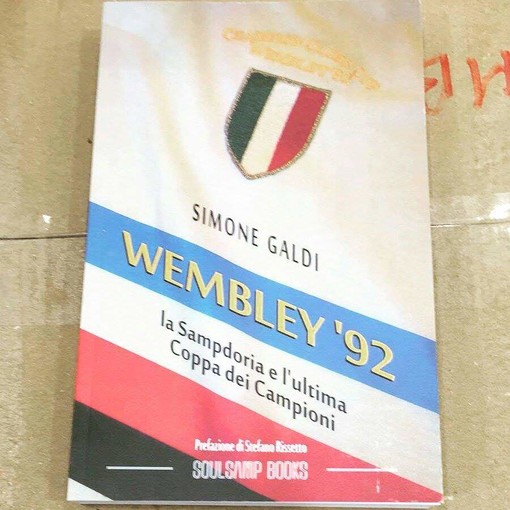 SIMONE GALDI
WEMBLEY '92
la Sampdoria e l'ultima
Coppa dei Campioni
Prefazione di Stefano Rissetto
SOULSAMP BOOKS